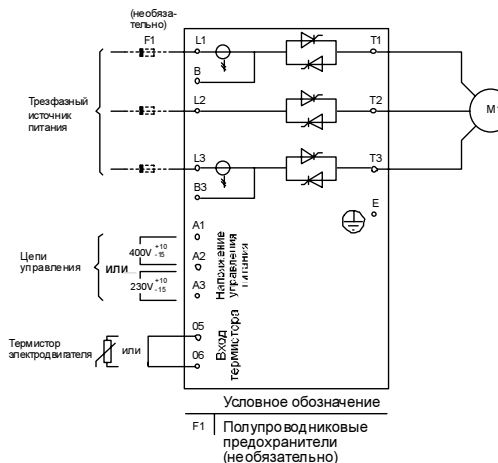 (необяза-
тельно)
F1
L1
T1
B
Трезфазный
источник
питания
L2
T2
M1
L3
T3
B3
E
A1
400V +10 -15
Цепи
управления
или
A2
230V +10 -15
A3
Напряжение
управления
питания
Термистор
электродвигателя
или
05
06
Вход
термистора
Условное обозначение
F1 Полупроводниковые
предохранители
(необязательно)